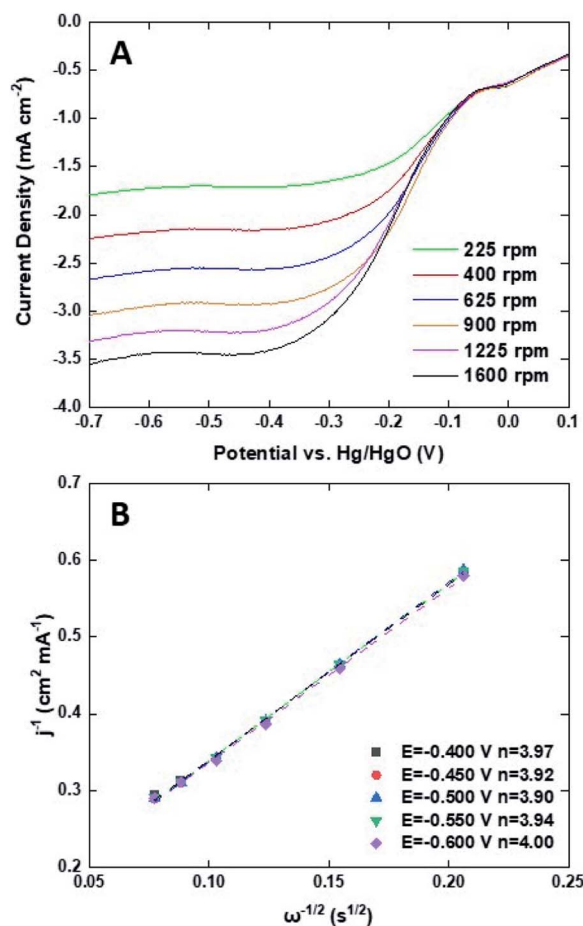 A
0.0
-0.5
-1.0
-1.5
-2.0
-2.5
-3.0
-3.5
-4.0
Current Density (mA cm⁻²)
225 rpm
400 rpm
625 rpm
900 rpm
1225 rpm
1600 rpm
-0.7 -0.6 -0.5 -0.4 -0.3 -0.2 -0.1 0.0 0.1
Potential vs. Hg/HgO (V)
B
0.7
0.6
0.5
0.4
0.3
0.2
j⁻¹ (cm² mA⁻¹)
E=-0.400 V n=3.97
E=-0.450 V n=3.92
E=-0.500 V n=3.90
E=-0.550 V n=3.94
E=-0.600 V n=4.00
0.05 0.10 0.15 0.20 0.25
ω⁻¹/² (s¹/²)